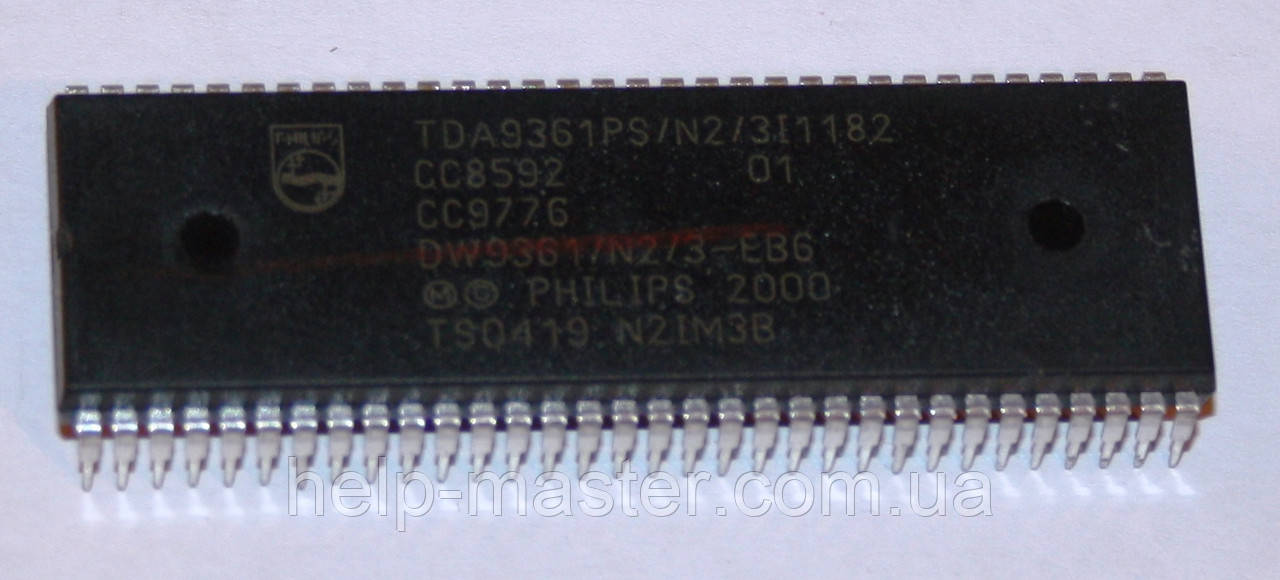 PHILIPS
TDA9361PS/N2/3I1182
CC8592 01
CC9776
DW9361/N2/3-EB6
Ⓜ © PHILIPS 2000
TS0419 N2IM3B
help-master.com.ua